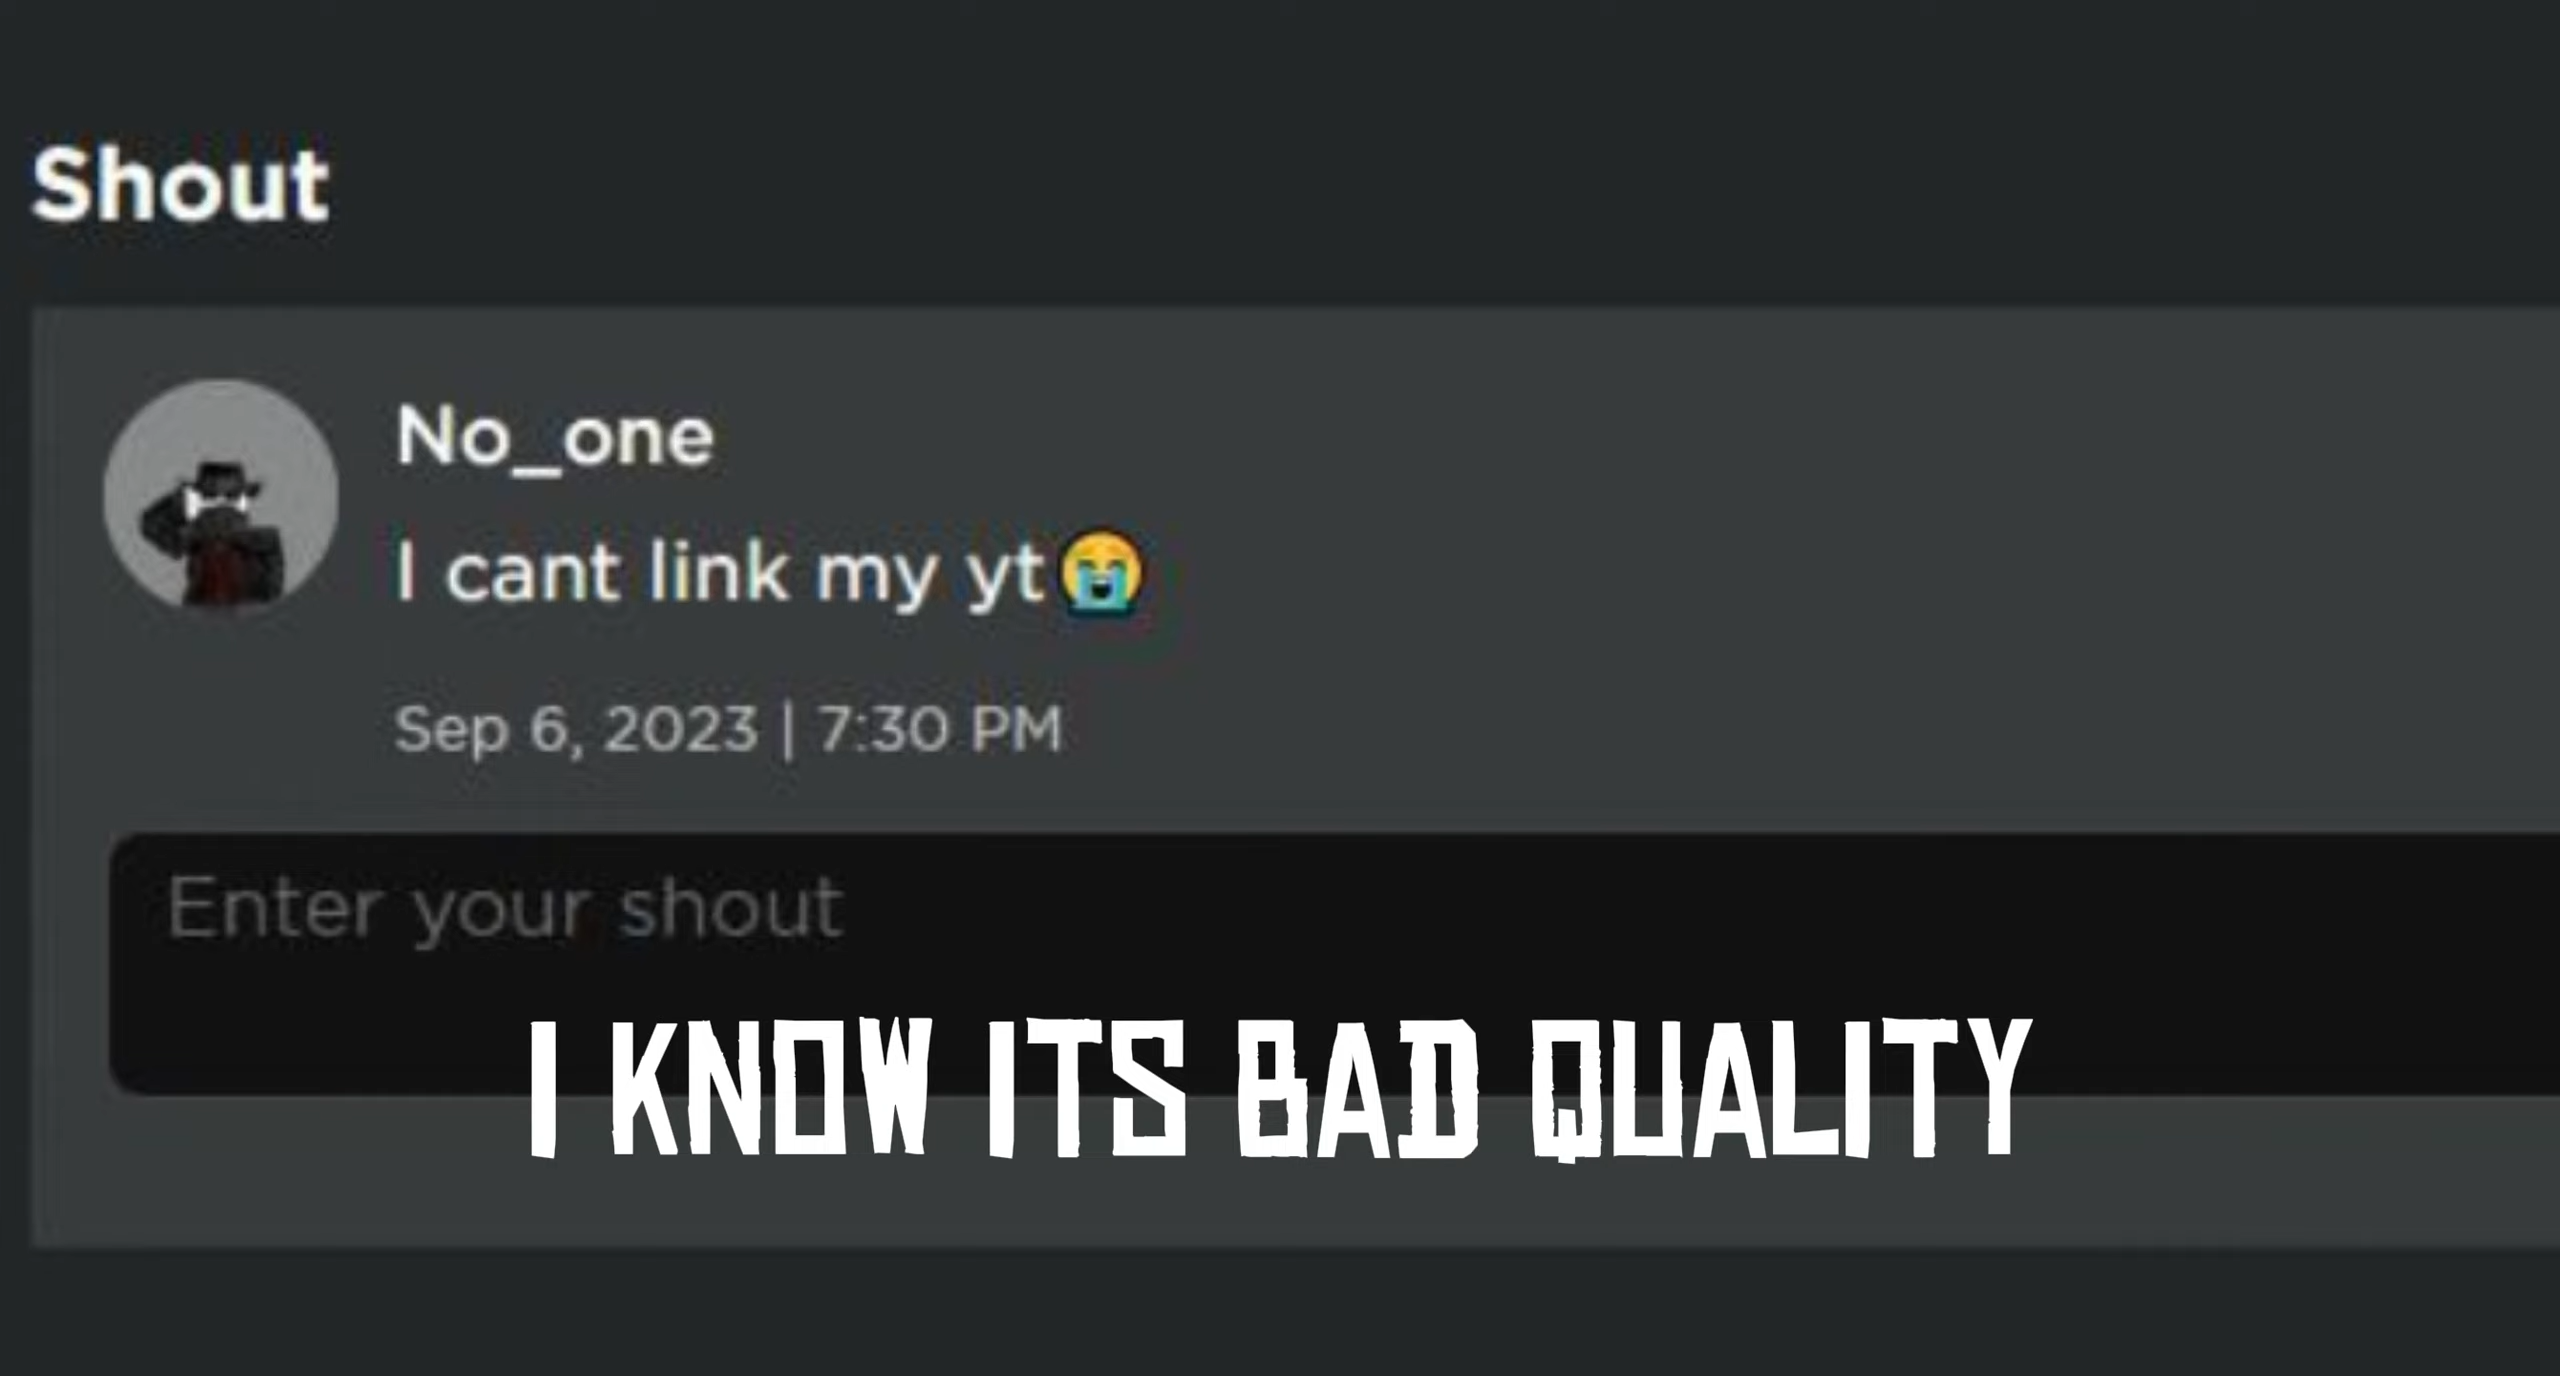 Shout
No_one
I cant link my yt😭
Sep 6, 2023 | 7:30 PM
Enter your shout
I KNOW ITS BAD QUALITY